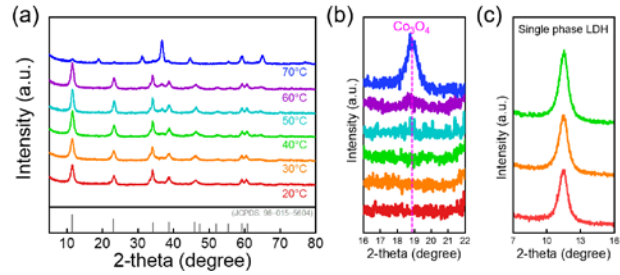 (a)
Intensity (a.u.)
70°C
60°C
50°C
40°C
30°C
20°C
(JCPDS: 98-015-5604)
10 20 30 40 50 60 70 80
2-theta (degree)
(b)
Co₃O₄
Intensity (a.u.)
16 17 18 19 20 21 22
2-theta (degree)
(c)
Single phase LDH
Intensity (a.u.)
7 11 16
2-theta (degree)